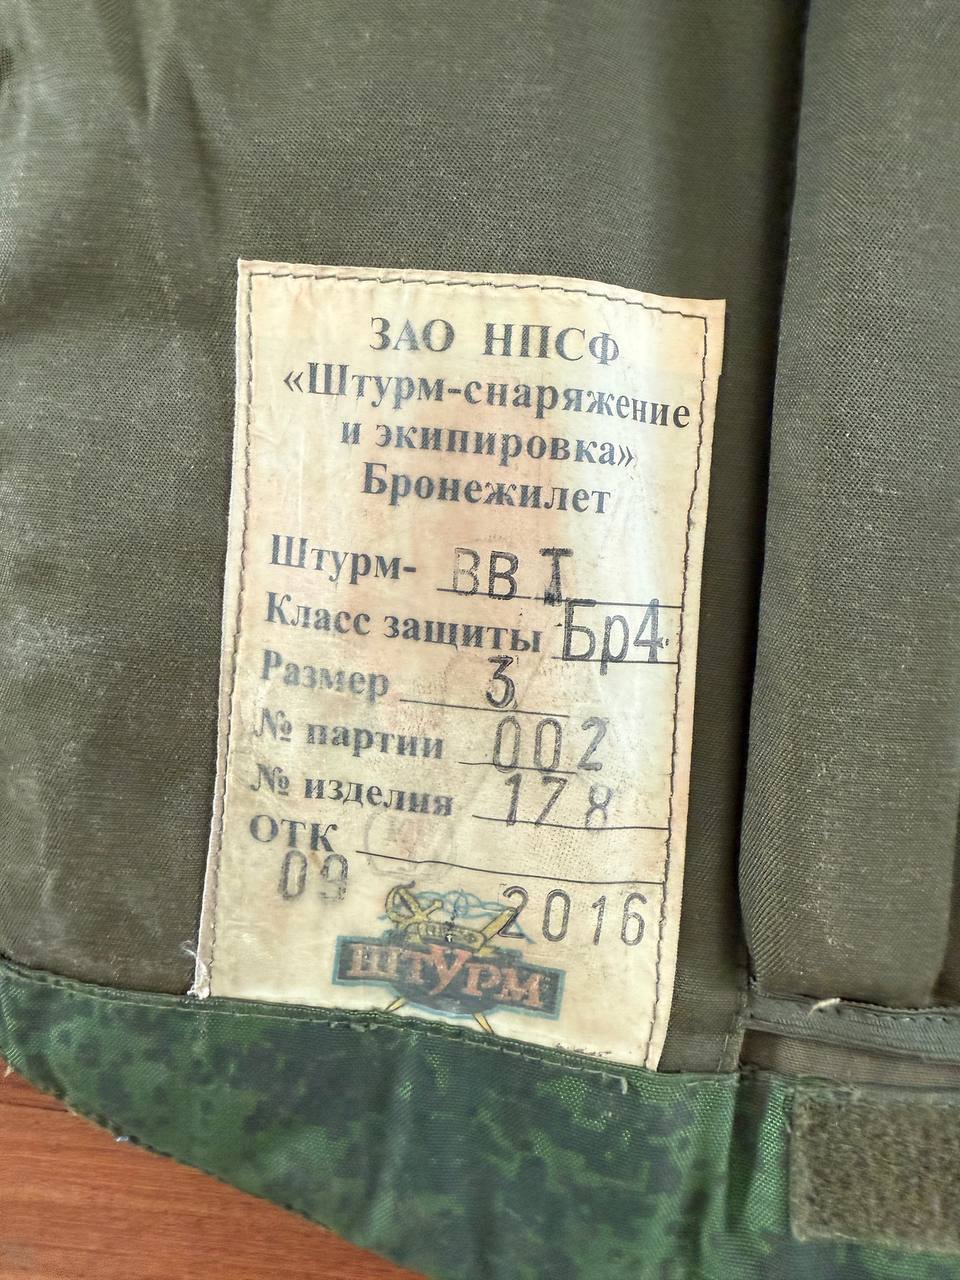 ЗАО НПСФ
«Штурм-снаряжение
и экипировка»
Бронежилет
Штурм- ВВ Т
Класс защиты Бр4
Размер 3
№ партии 002
№ изделия 178
ОТК
09 2016
ШТУРМ